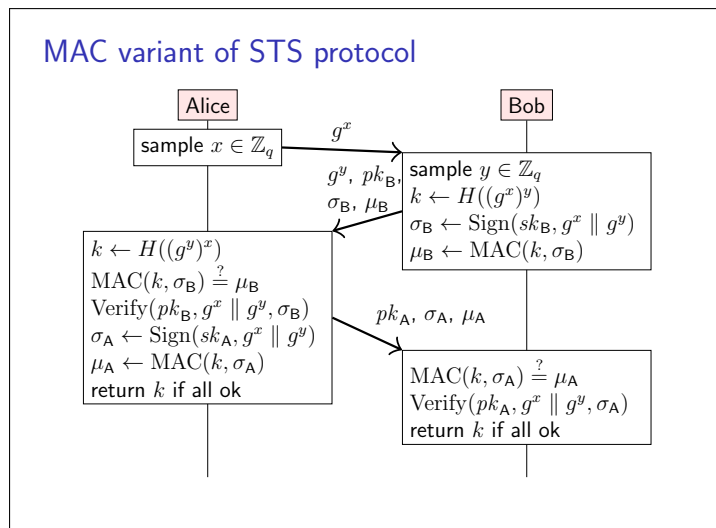 MAC variant of STS protocol
Alice
Bob
sample x ∈ ℤ_q
g^x
sample y ∈ ℤ_q
k ← H((g^x)^y)
σ_B ← Sign(sk_B, g^x ∥ g^y)
μ_B ← MAC(k, σ_B)
g^y, pk_B,
σ_B, μ_B
k ← H((g^y)^x)
MAC(k, σ_B) ≟ μ_B
Verify(pk_B, g^x ∥ g^y, σ_B)
σ_A ← Sign(sk_A, g^x ∥ g^y)
μ_A ← MAC(k, σ_A)
return k if all ok
pk_A, σ_A, μ_A
MAC(k, σ_A) ≟ μ_A
Verify(pk_A, g^x ∥ g^y, σ_A)
return k if all ok